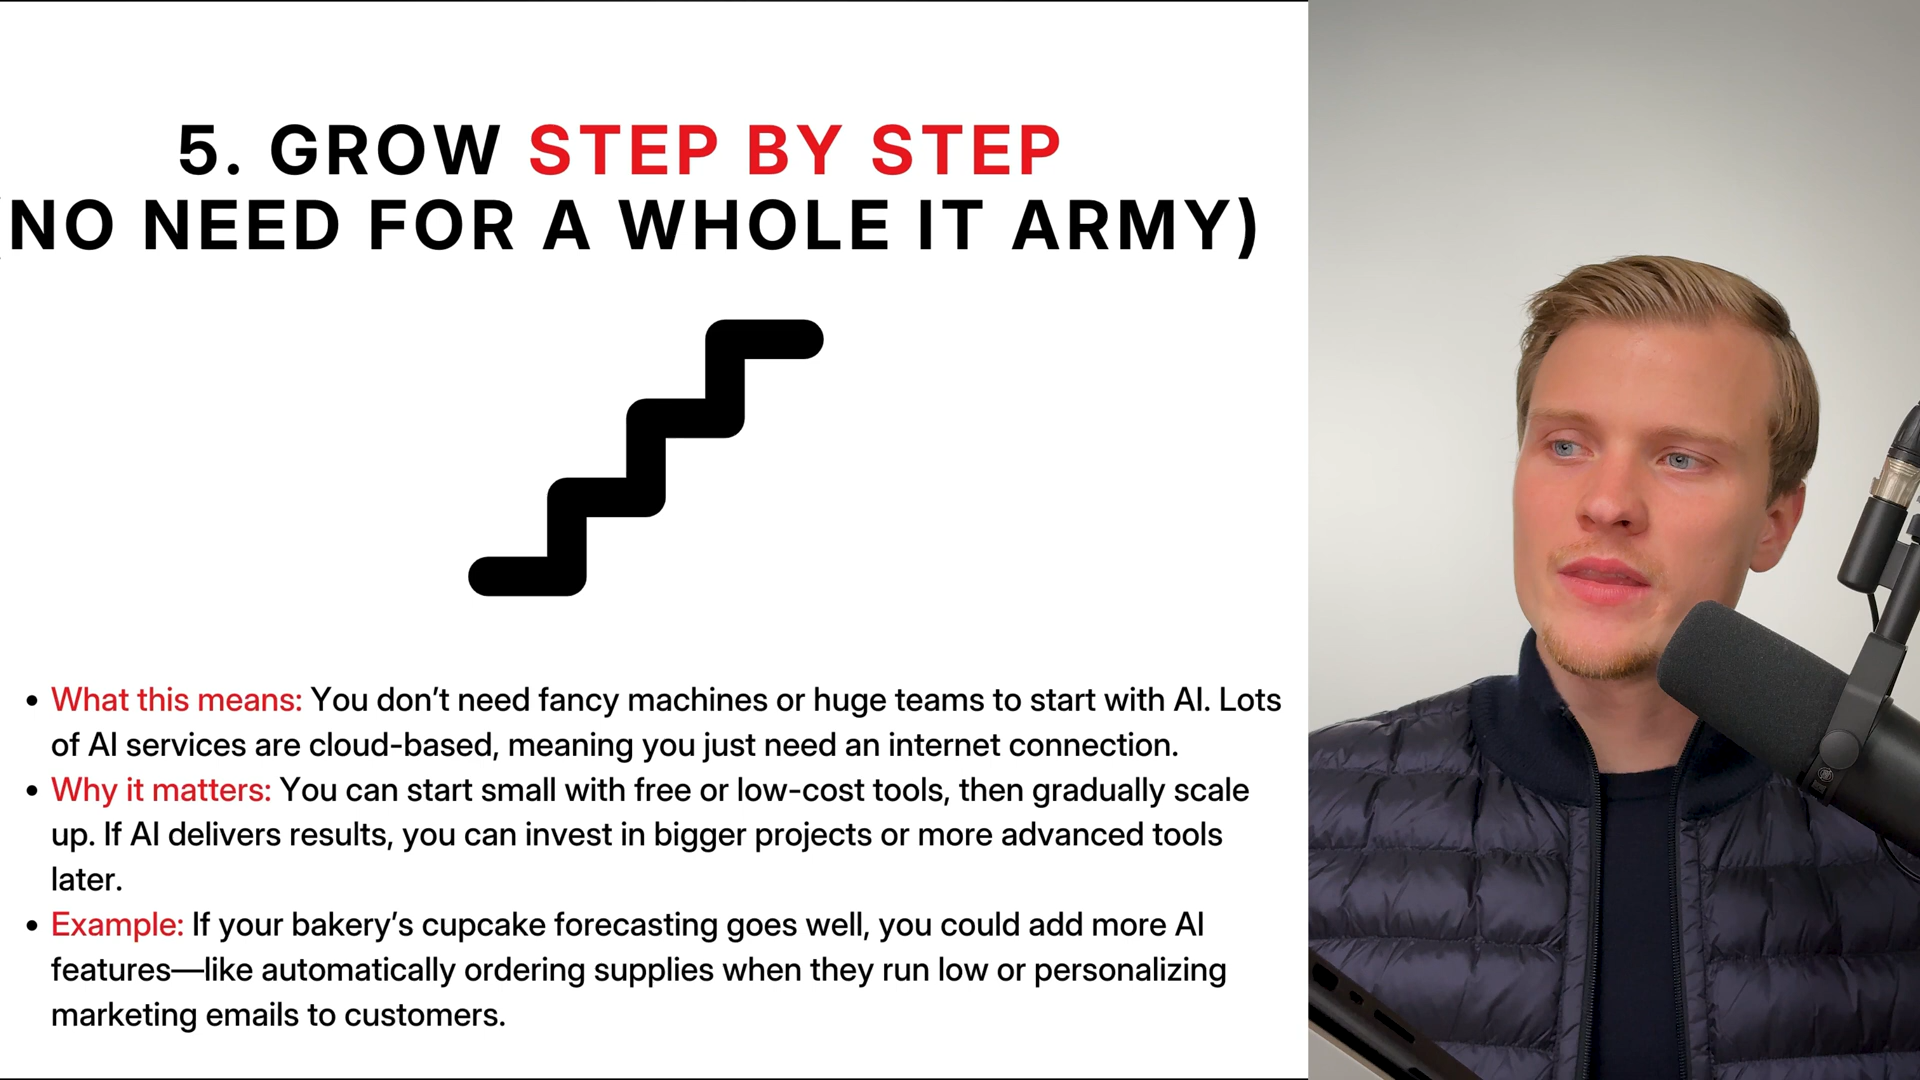 5. GROW STEP BY STEP
(NO NEED FOR A WHOLE IT ARMY)
• What this means: You don’t need fancy machines or huge teams to start with AI. Lots
of AI services are cloud-based, meaning you just need an internet connection.
• Why it matters: You can start small with free or low-cost tools, then gradually scale
up. If AI delivers results, you can invest in bigger projects or more advanced tools
later.
• Example: If your bakery’s cupcake forecasting goes well, you could add more AI
features—like automatically ordering supplies when they run low or personalizing
marketing emails to customers.